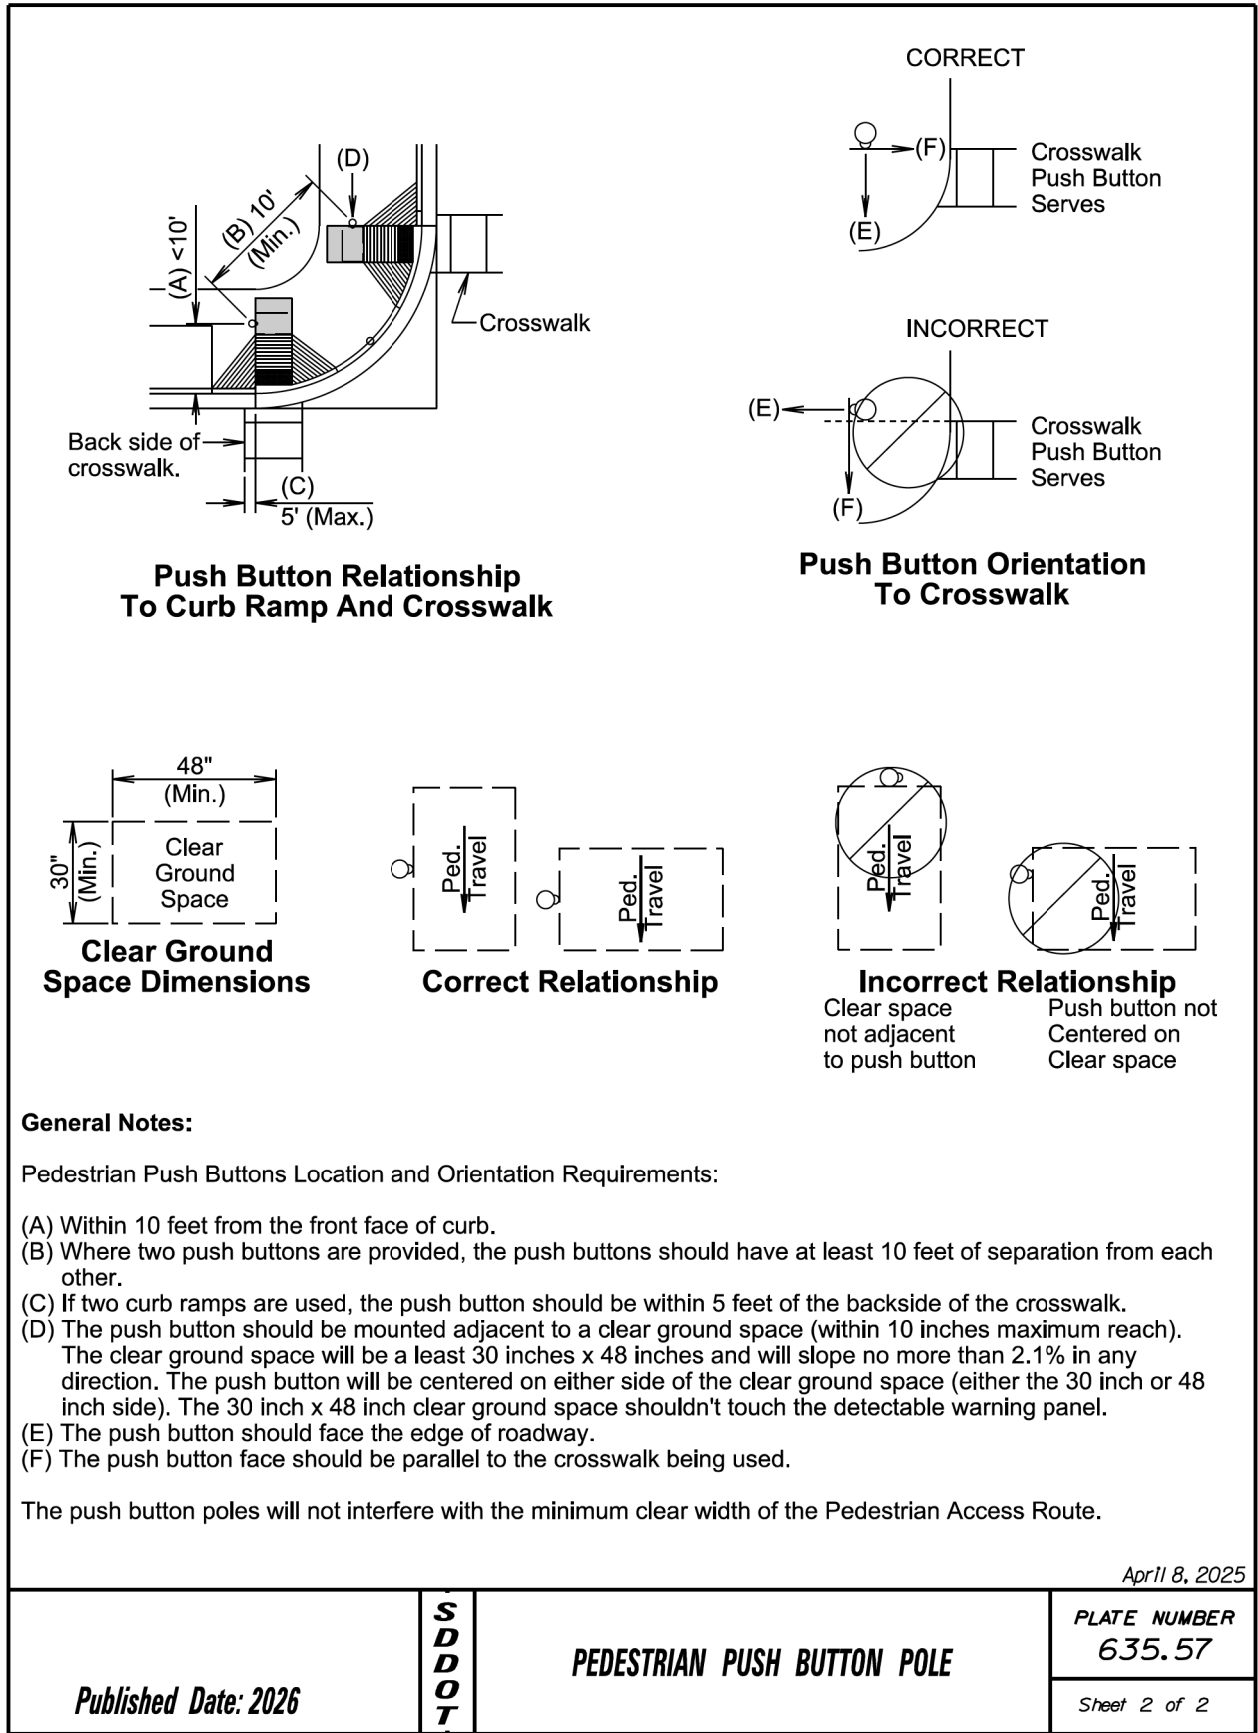 CORRECT
(D)
(F)
Crosswalk
Push Button
Serves
(E)
(B) 10'
(Min.)
(A) <10'
Crosswalk
INCORRECT
(E)
Crosswalk
Push Button
Serves
(F)
Back side of
crosswalk.
(C)
5' (Max.)
Push Button Relationship
To Curb Ramp And Crosswalk
Push Button Orientation
To Crosswalk
48"
(Min.)
30"
(Min.)
Clear
Ground
Space
Clear Ground
Space Dimensions
Ped.
Travel
Ped.
Travel
Correct Relationship
Ped.
Travel
Ped.
Travel
Incorrect Relationship
Clear space
not adjacent
to push button
Push button not
Centered on
Clear space
General Notes:
Pedestrian Push Buttons Location and Orientation Requirements:
(A) Within 10 feet from the front face of curb.
(B) Where two push buttons are provided, the push buttons should have at least 10 feet of separation from each
other.
(C) If two curb ramps are used, the push button should be within 5 feet of the backside of the crosswalk.
(D) The push button should be mounted adjacent to a clear ground space (within 10 inches maximum reach).
The clear ground space will be a least 30 inches x 48 inches and will slope no more than 2.1% in any
direction. The push button will be centered on either side of the clear ground space (either the 30 inch or 48
inch side). The 30 inch x 48 inch clear ground space shouldn't touch the detectable warning panel.
(E) The push button should face the edge of roadway.
(F) The push button face should be parallel to the crosswalk being used.
The push button poles will not interfere with the minimum clear width of the Pedestrian Access Route.
April 8, 2025
Published Date: 2026
S
D
D
O
T
PEDESTRIAN PUSH BUTTON POLE
PLATE NUMBER
635.57
Sheet 2 of 2